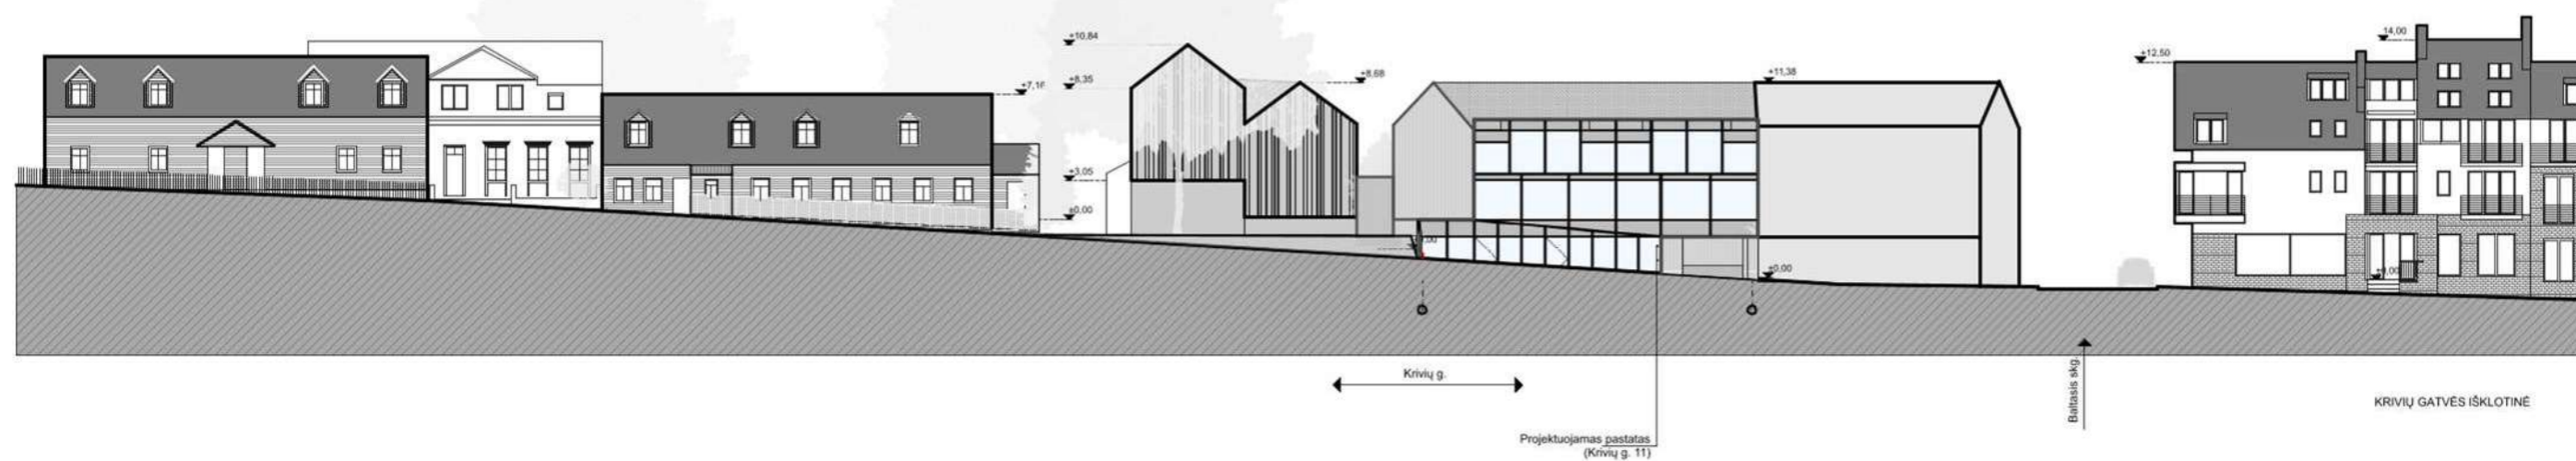 +7,16
+10,84
+8,35
+3,05
±0,00
+8,68
+11,38
±0,00
+12,50
14,00
Krivių g.
Projektuojamas pastatas
(Krivių g. 11)
Baltasis skg.
KRIVIŲ GATVĖS IŠKLOTINĖ